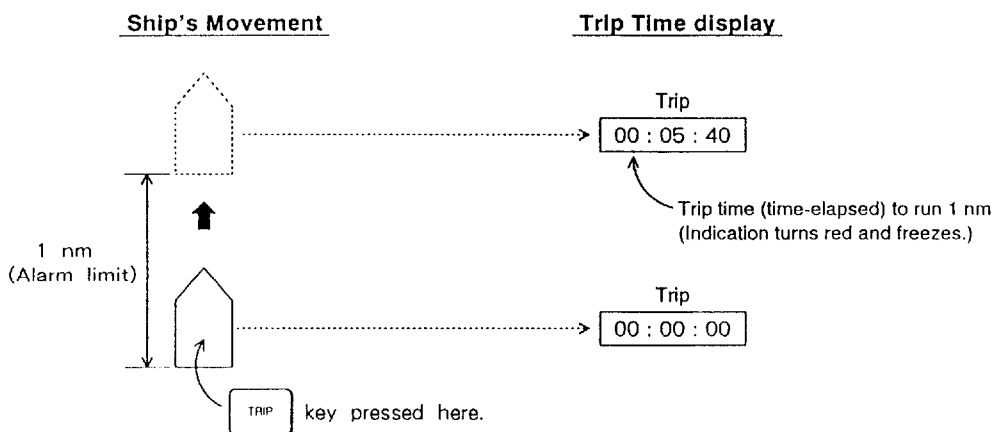 Ship's Movement
Trip Time display
Trip
00 : 05 : 40
Trip time (time-elapsed) to run 1 nm
(Indication turns red and freezes.)
1 nm
(Alarm limit)
Trip
00 : 00 : 00
TRIP key pressed here.